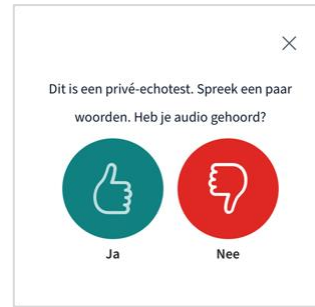 Dit is een privé-echotest. Spreek een paar
woorden. Heb je audio gehoord?
Ja
Nee